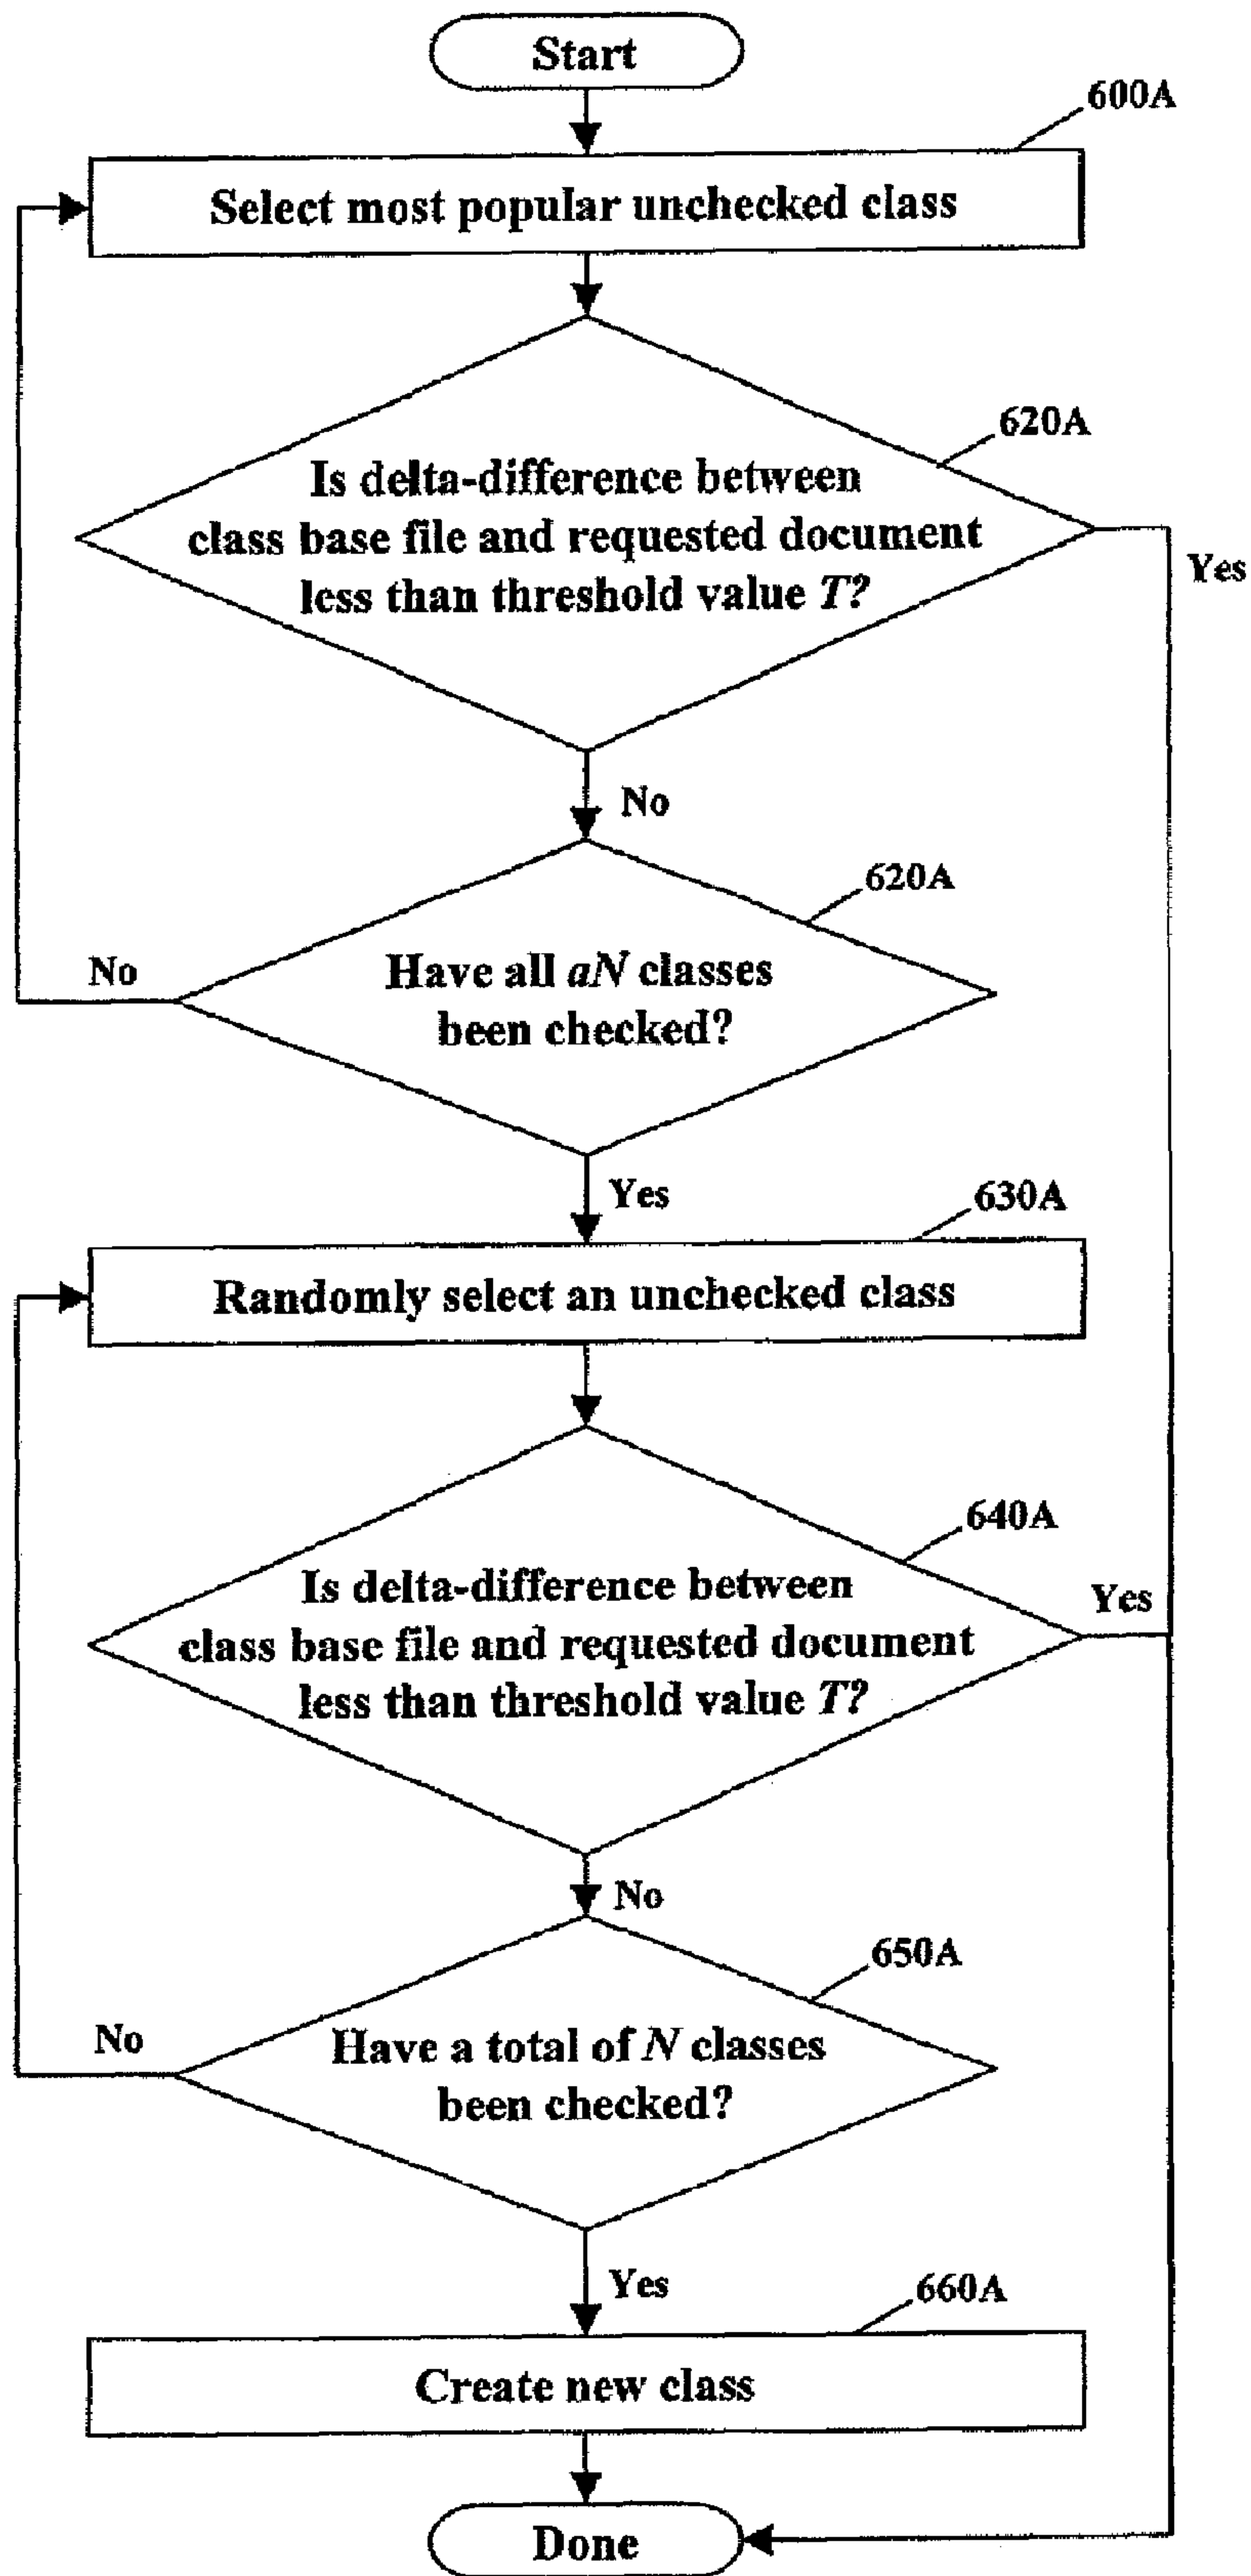 Start
600A
Select most popular unchecked class
620A
Is delta-difference between
class base file and requested document
less than threshold value T?
Yes
No
620A
Have all aN classes
been checked?
No
Yes
630A
Randomly select an unchecked class
640A
Is delta-difference between
class base file and requested document
less than threshold value T?
Yes
No
650A
Have a total of N classes
been checked?
No
Yes
660A
Create new class
Done